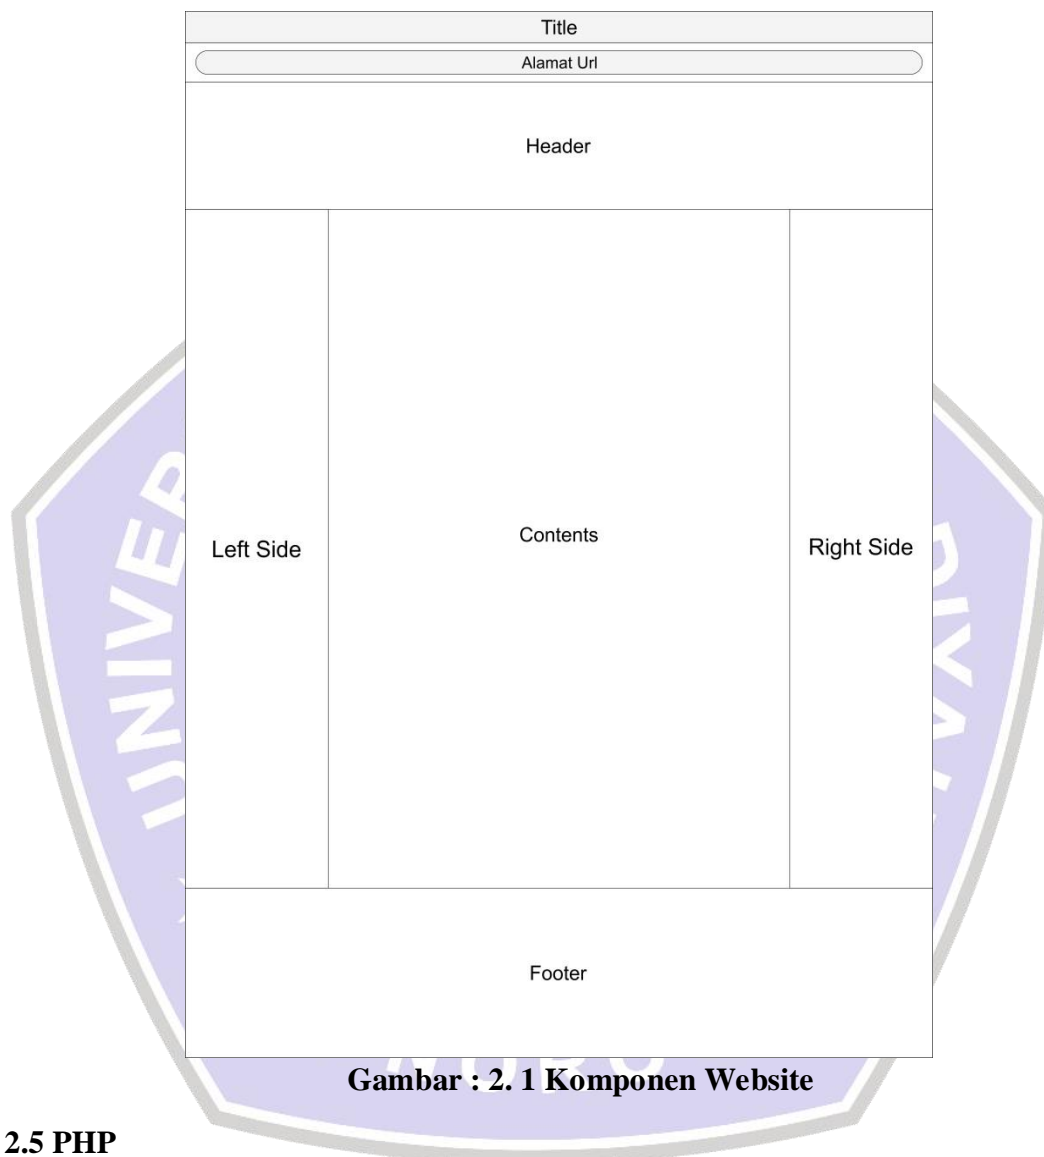 Title
Alamat Url
Header
Left Side
Contents
Right Side
Footer
Gambar : 2. 1 Komponen Website
2.5 PHP